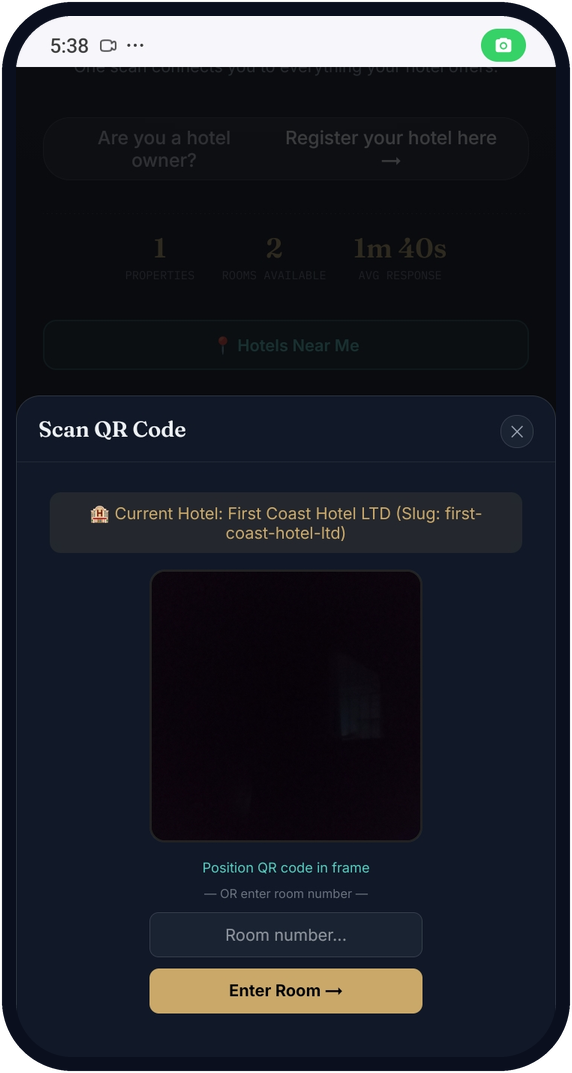 5:38
One scan connects you to everything your hotel offers.
Are you a hotel
owner?
Register your hotel here
→
1
PROPERTIES
2
ROOMS AVAILABLE
1m 40s
AVG RESPONSE
📍 Hotels Near Me
Scan QR Code
🏨 Current Hotel: First Coast Hotel LTD (Slug: first-
coast-hotel-ltd)
Position QR code in frame
— OR enter room number —
Room number...
Enter Room →